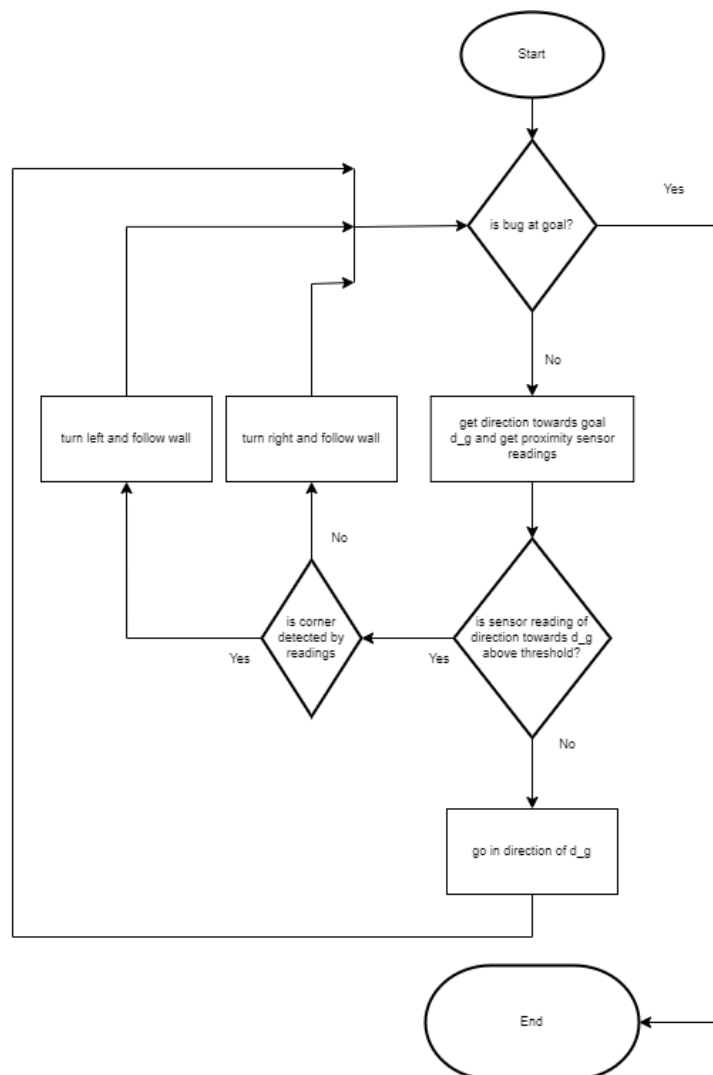 Start
Yes
is bug at goal?
No
turn left and follow wall
turn right and follow wall
get direction towards goal
d_g and get proximity sensor
readings
No
is corner
detected by
readings
is sensor reading of
direction towards d_g
above threshold?
Yes
Yes
No
go in direction of d_g
End